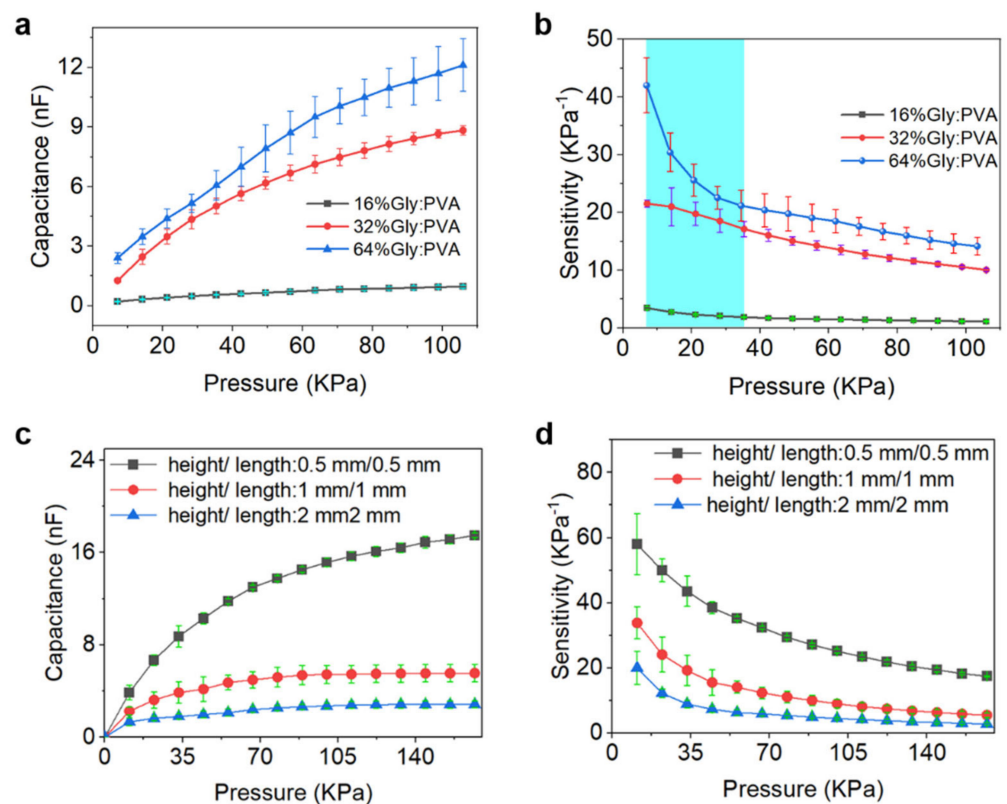 a
12
9
6
3
0
Capacitance (nF)
16%Gly:PVA
32%Gly:PVA
64%Gly:PVA
0 20 40 60 80 100
Pressure (KPa)
b
50
40
30
20
10
0
Sensitivity (KPa-1)
16%Gly:PVA
32%Gly:PVA
64%Gly:PVA
0 20 40 60 80 100
Pressure (KPa)
c
24
16
8
0
Capacitance (nF)
height/ length:0.5 mm/0.5 mm
height/ length:1 mm/1 mm
height/ length:2 mm2 mm
0 35 70 105 140
Pressure (KPa)
d
80
60
40
20
0
Sensitivity (KPa-1)
height/ length:0.5 mm/0.5 mm
height/ length:1 mm/1 mm
height/ length:2 mm/2 mm
0 35 70 105 140
Pressure (KPa)